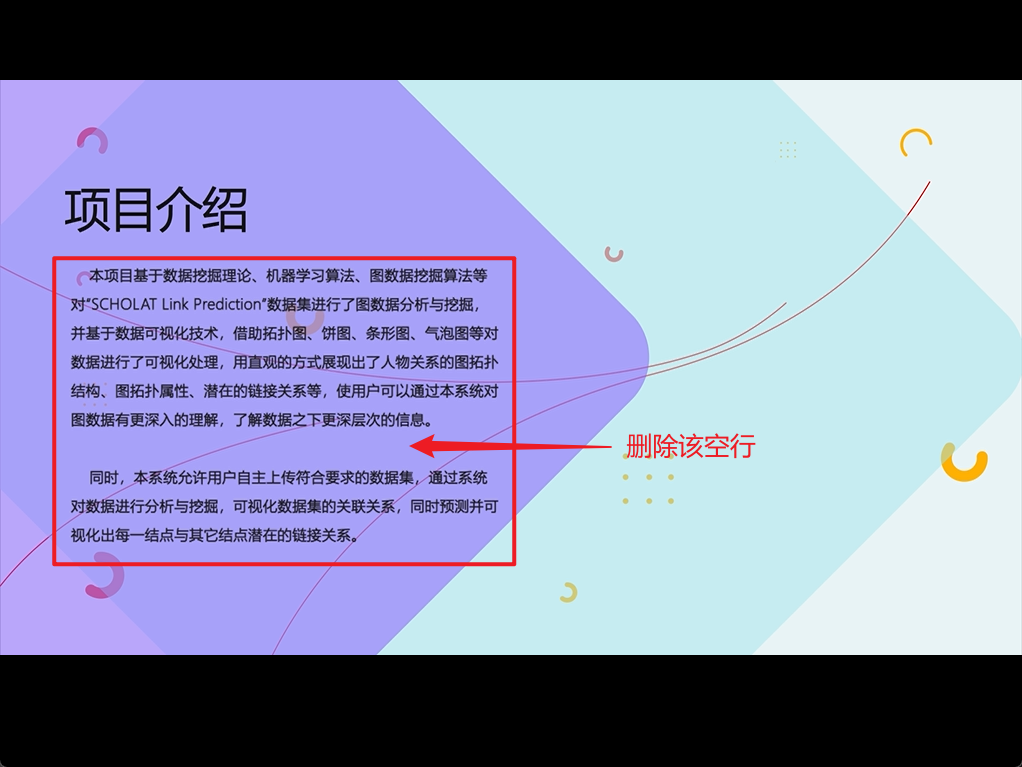 项目介绍
本项目基于数据挖掘理论、机器学习算法、图数据挖掘算法等
对“SCHOLAT Link Prediction”数据集进行了图数据分析与挖掘，
并基于数据可视化技术，借助拓扑图、饼图、条形图、气泡图等对
数据进行了可视化处理，用直观的方式展现出了人物关系的图拓扑
结构、图拓扑属性、潜在的链接关系等，使用户可以通过本系统对
图数据有更深入的理解，了解数据之下更深层次的信息。
删除该空行
同时，本系统允许用户自主上传符合要求的数据集，通过系统
对数据进行分析与挖掘，可视化数据集的关联关系，同时预测并可
视化出每一结点与其它结点潜在的链接关系。